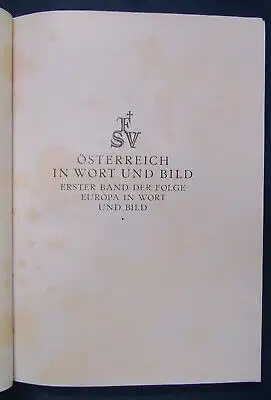 FSV
ÖSTERREICH
IN WORT UND BILD
ERSTER BAND DER FOLGE
EUROPA IN WORT
UND BILD